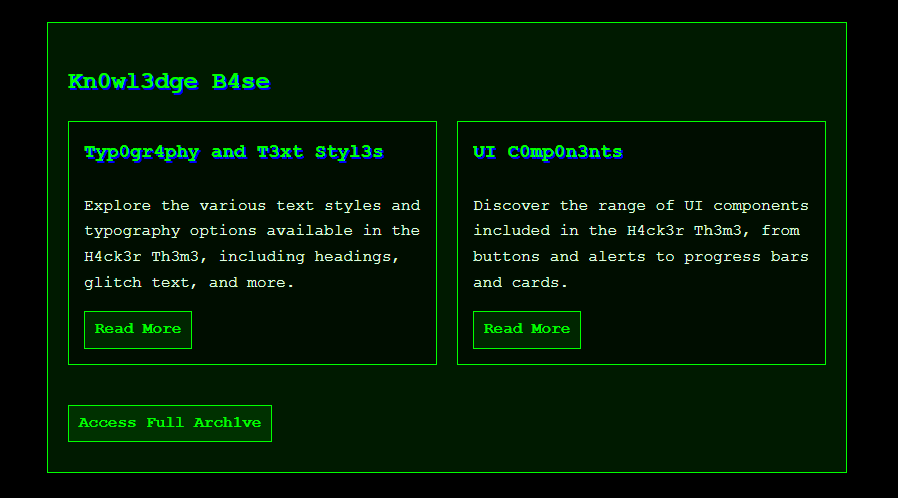 Kn0wl3dge B4se
Typ0gr4phy and T3xt Styl3s
Explore the various text styles and
typography options available in the
H4ck3r Th3m3, including headings,
glitch text, and more.
Read More
UI C0mp0n3nts
Discover the range of UI components
included in the H4ck3r Th3m3, from
buttons and alerts to progress bars
and cards.
Read More
Access Full Arch1ve